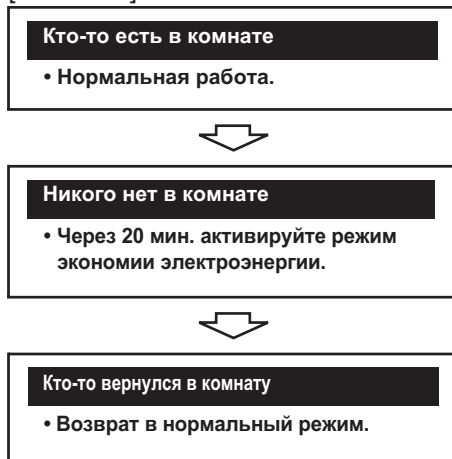 Кто-то есть в комнате
• Нормальная работа.
Никого нет в комнате
• Через 20 мин. активируйте режим
экономии электроэнергии.
Кто-то вернулся в комнату
• Возврат в нормальный режим.